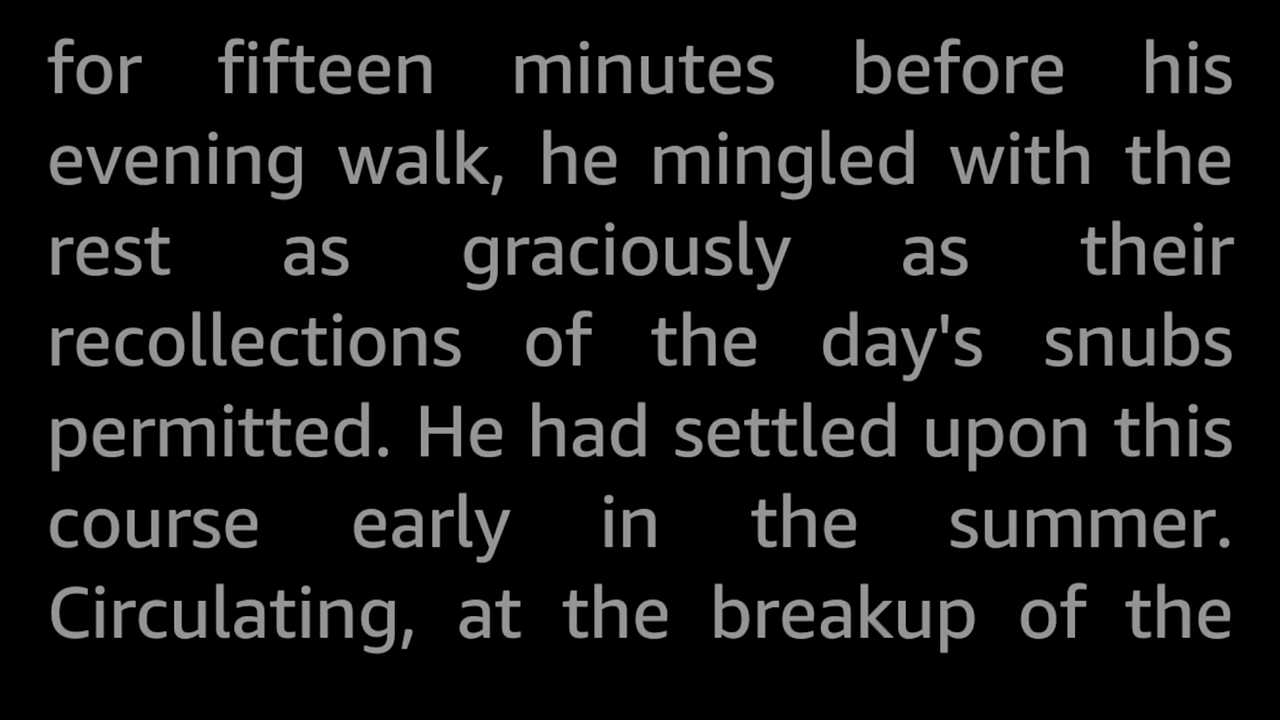 for fifteen minutes before his
evening walk, he mingled with the
rest as graciously as their
recollections of the day's snubs
permitted. He had settled upon this
course early in the summer.
Circulating, at the breakup of the